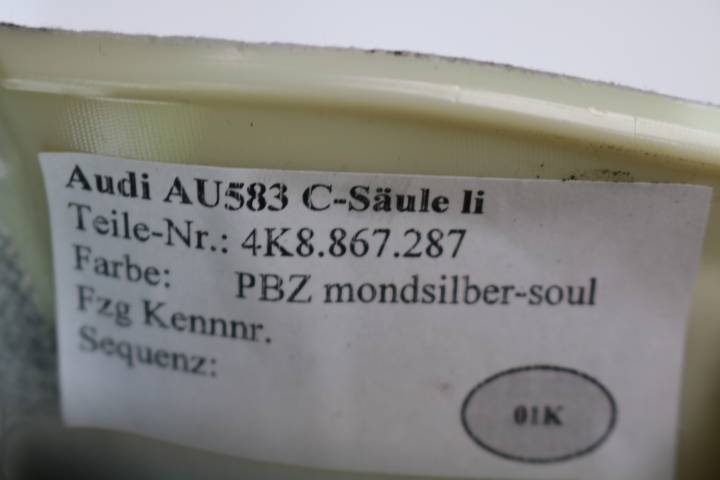 Audi AU583 C-Säule li
Teile-Nr.: 4K8.867.287
Farbe: PBZ mondsilber-soul
Fzg Kennnr.
Sequenz:
01K